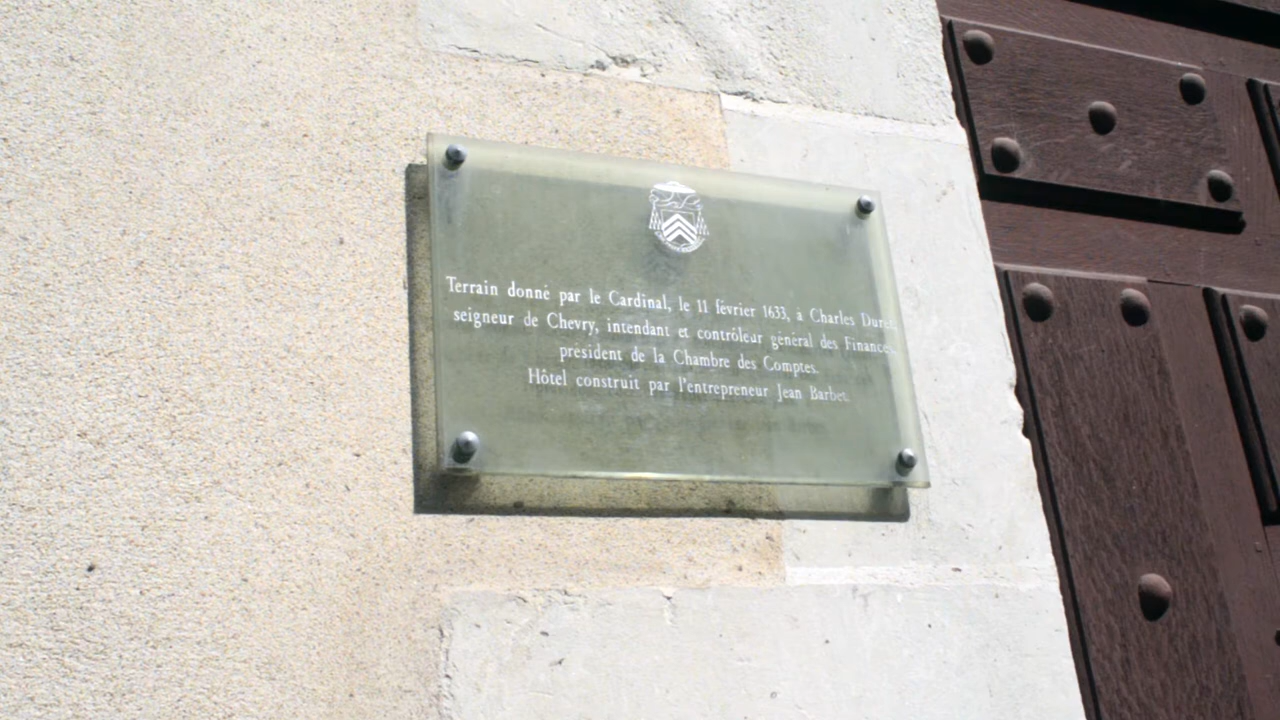 Terrain donné par le Cardinal, le 11 février 1633, à Charles Duret,
seigneur de Chevry, intendant et contrôleur général des Finances,
président de la Chambre des Comptes.
Hôtel construit par l'entrepreneur Jean Barbet.